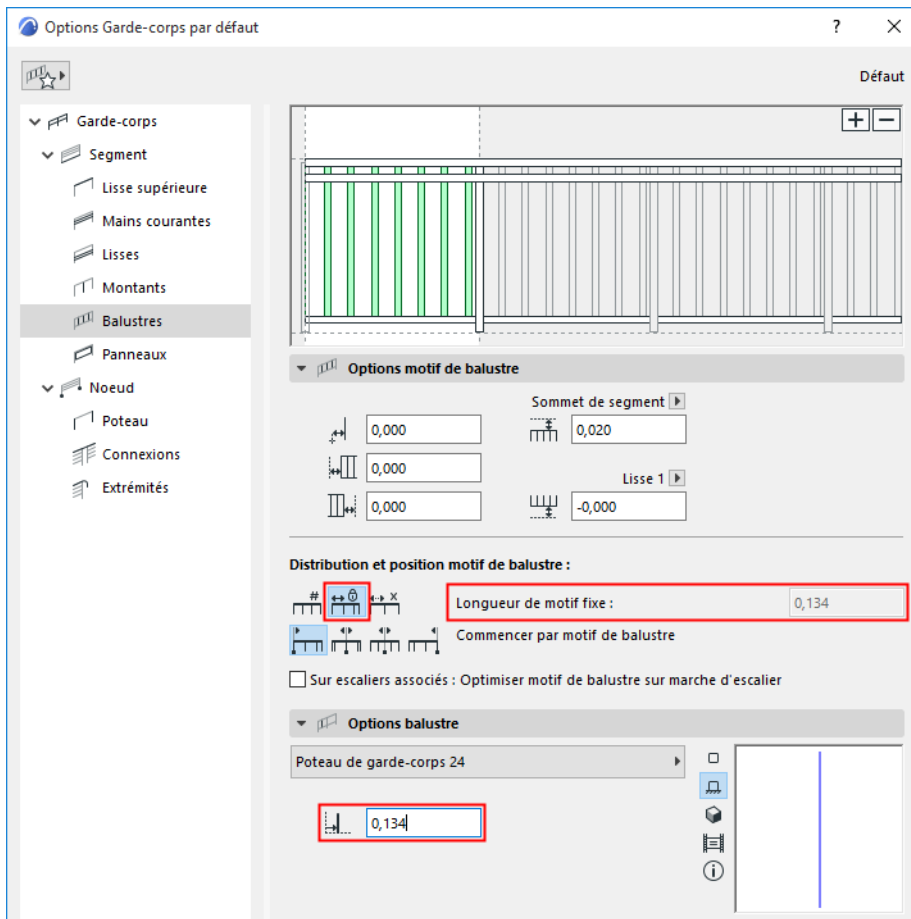 Options Garde-corps par défaut
? ×
Défaut
Garde-corps
Segment
Lisse supérieure
Mains courantes
Lisses
Montants
Balustres
Panneaux
Noeud
Poteau
Connexions
Extrémités
Options motif de balustre
Sommet de segment
0,000
0,020
0,000
Lisse 1
0,000
-0,000
Distribution et position motif de balustre :
#
x
Longueur de motif fixe :
0,134
Commencer par motif de balustre
Sur escaliers associés : Optimiser motif de balustre sur marche d'escalier
Options balustre
Poteau de garde-corps 24
0,134